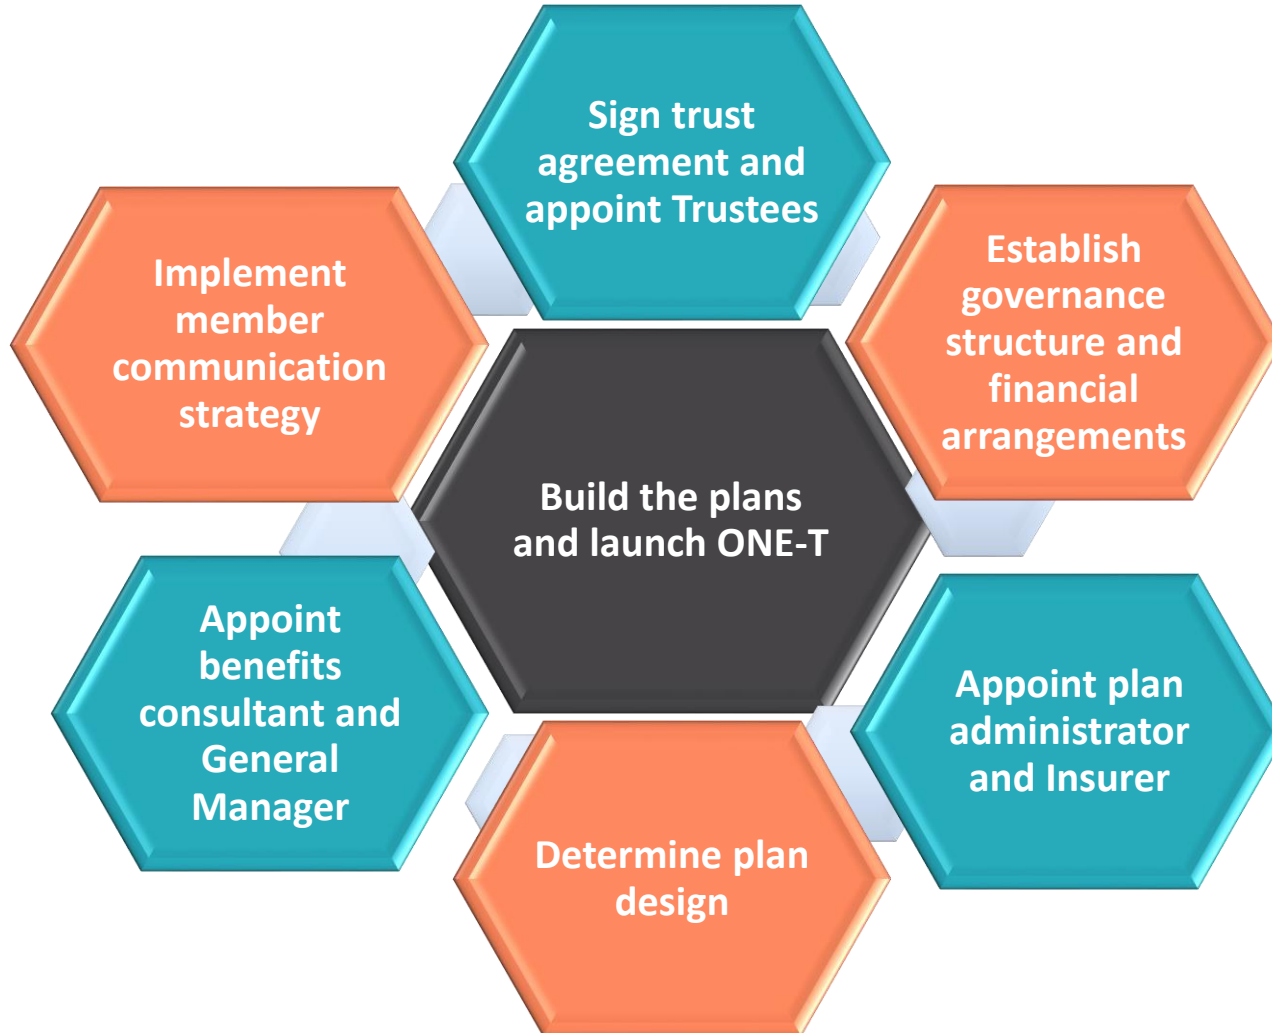 Sign trust
agreement and
appoint Trustees
Establish
governance
structure and
financial
arrangements
Appoint plan
administrator
and Insurer
Determine plan
design
Appoint
benefits
consultant and
General
Manager
Implement
member
communication
strategy
Build the plans
and launch ONE-T